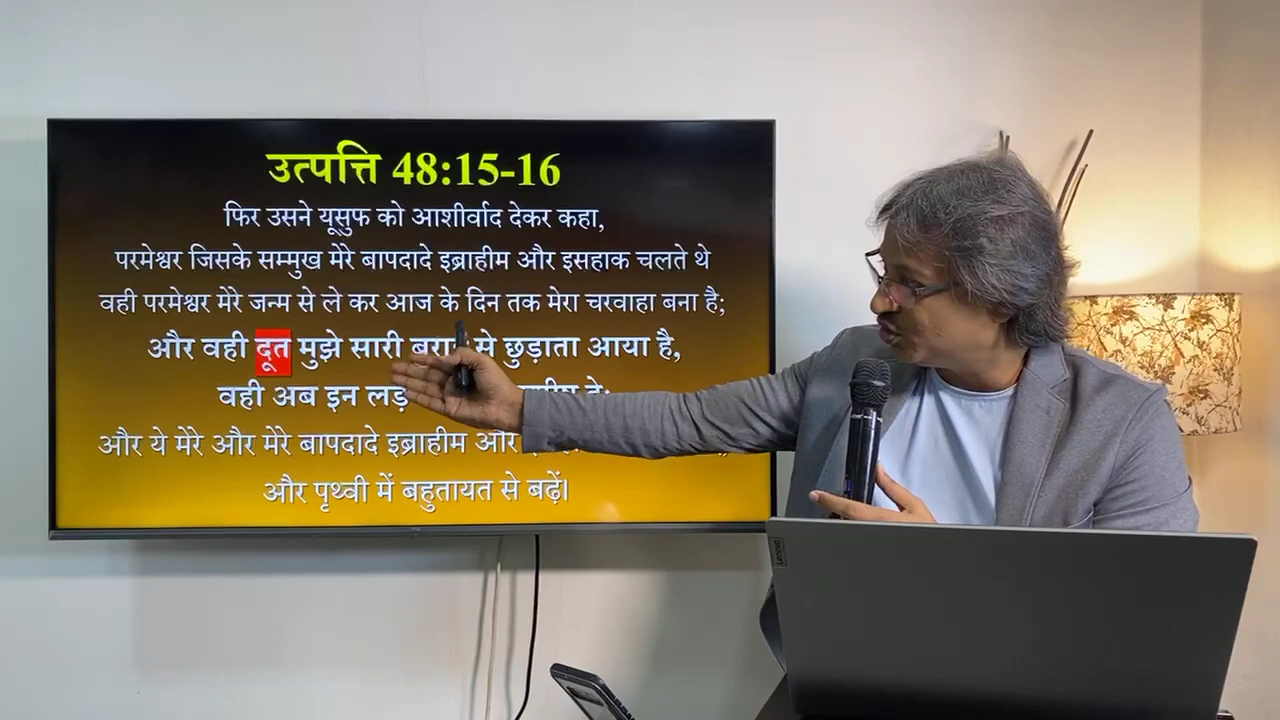 उत्पत्ति 48:15-16
फिर उसने यूसुफ को आशीर्वाद देकर कहा,
परमेश्वर जिसके सम्मुख मेरे बापदादे इब्राहीम और इसहाक चलते थे
वही परमेश्वर मेरे जन्म से ले कर आज के दिन तक मेरा चरवाहा बना है;
और वही दूत मुझे सारी से छुड़ाता आया है,
वही अब इन
और ये मेरे और मेरे बापदादे इब्राहीम और
और पृथ्वी में बहुतायत से बढ़ें।
Lenovo